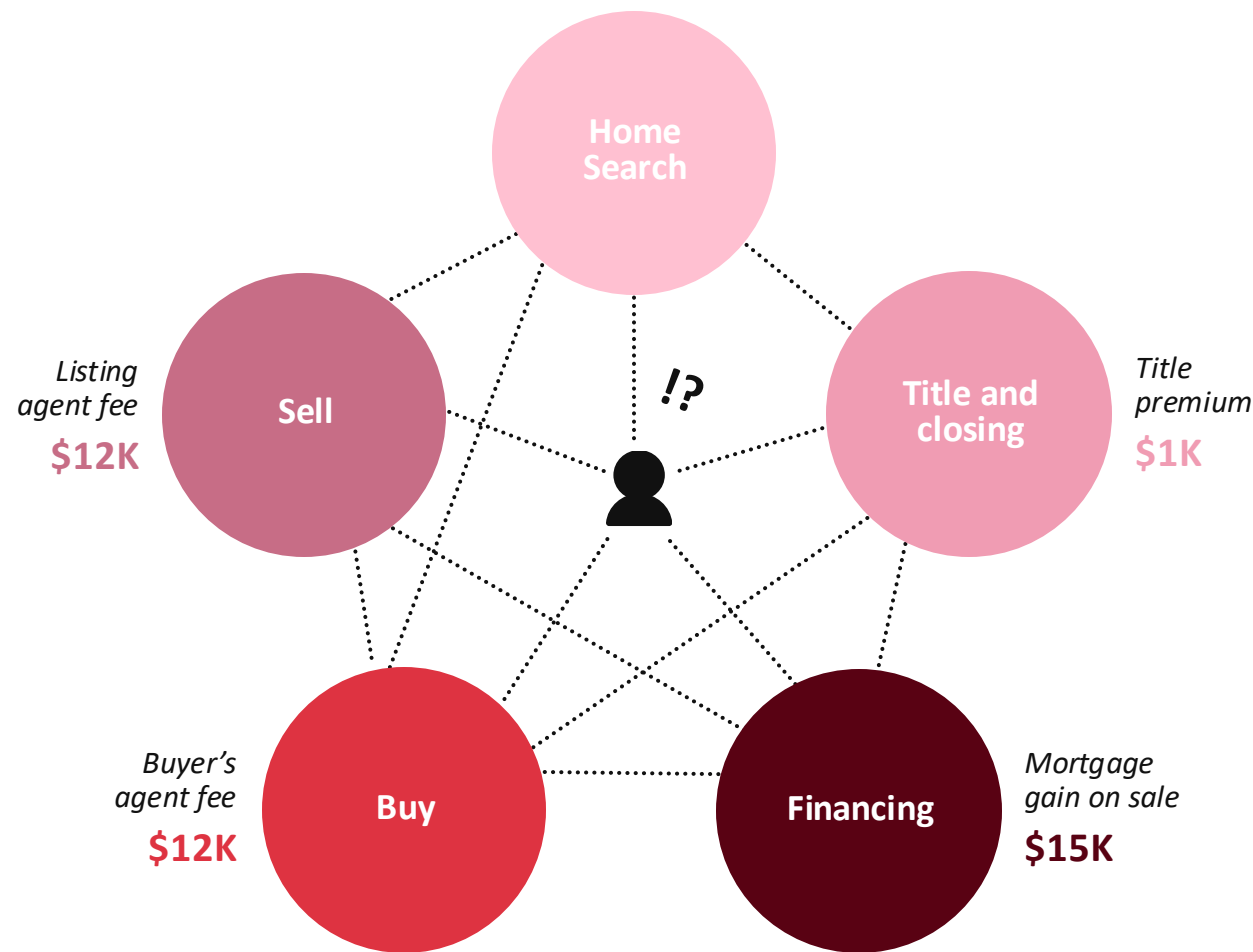 Home
Search
!?
Listing
agent fee
$12K
Sell
Title and
closing
Title
premium
$1K
Buyer’s
agent fee
$12K
Buy
Financing
Mortgage
gain on sale
$15K